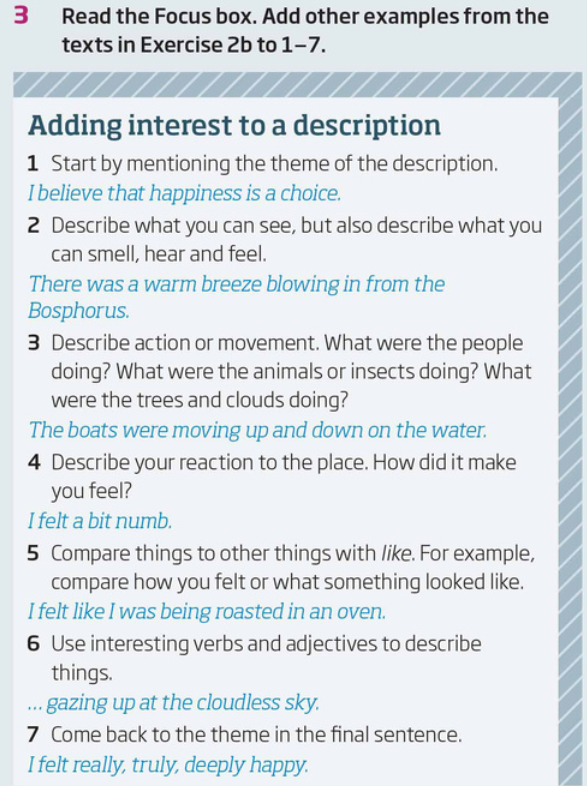 3 Read the Focus box. Add other examples from the
texts in Exercise 2b to 1–7.
Adding interest to a description
1 Start by mentioning the theme of the description.
I believe that happiness is a choice.
2 Describe what you can see, but also describe what you
can smell, hear and feel.
There was a warm breeze blowing in from the
Bosphorus.
3 Describe action or movement. What were the people
doing? What were the animals or insects doing? What
were the trees and clouds doing?
The boats were moving up and down on the water.
4 Describe your reaction to the place. How did it make
you feel?
I felt a bit numb.
5 Compare things to other things with like. For example,
compare how you felt or what something looked like.
I felt like I was being roasted in an oven.
6 Use interesting verbs and adjectives to describe
things.
... gazing up at the cloudless sky.
7 Come back to the theme in the final sentence.
I felt really, truly, deeply happy.